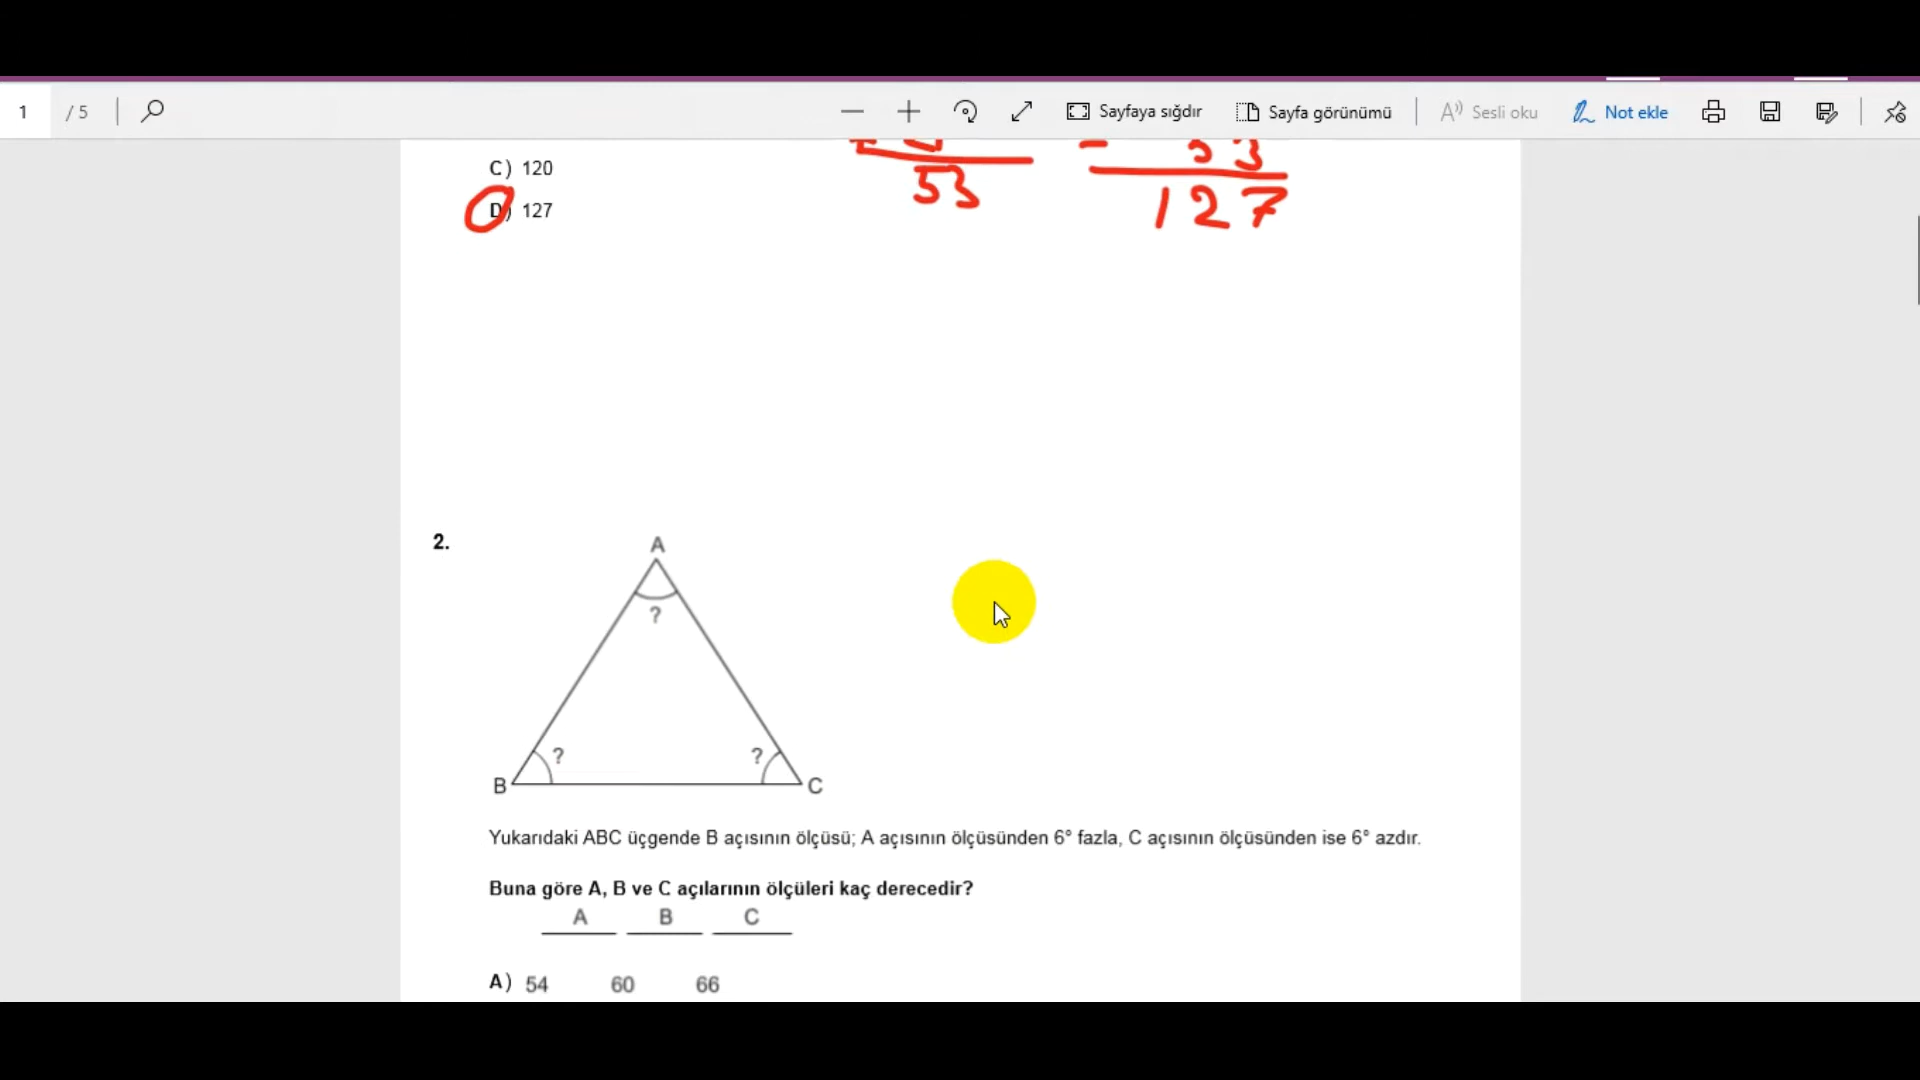 1 / 5 Sayfaya sığdır Sayfa görünümü Sesli oku Not ekle
C) 120
53
D) 127
127
2.
A
?
? ?
B C
Yukarıdaki ABC üçgende B açısının ölçüsü; A açısının ölçüsünden 6° fazla, C açısının ölçüsünden ise 6° azdır.
Buna göre A, B ve C açılarının ölçüleri kaç derecedir?
A B C
A) 54 60 66